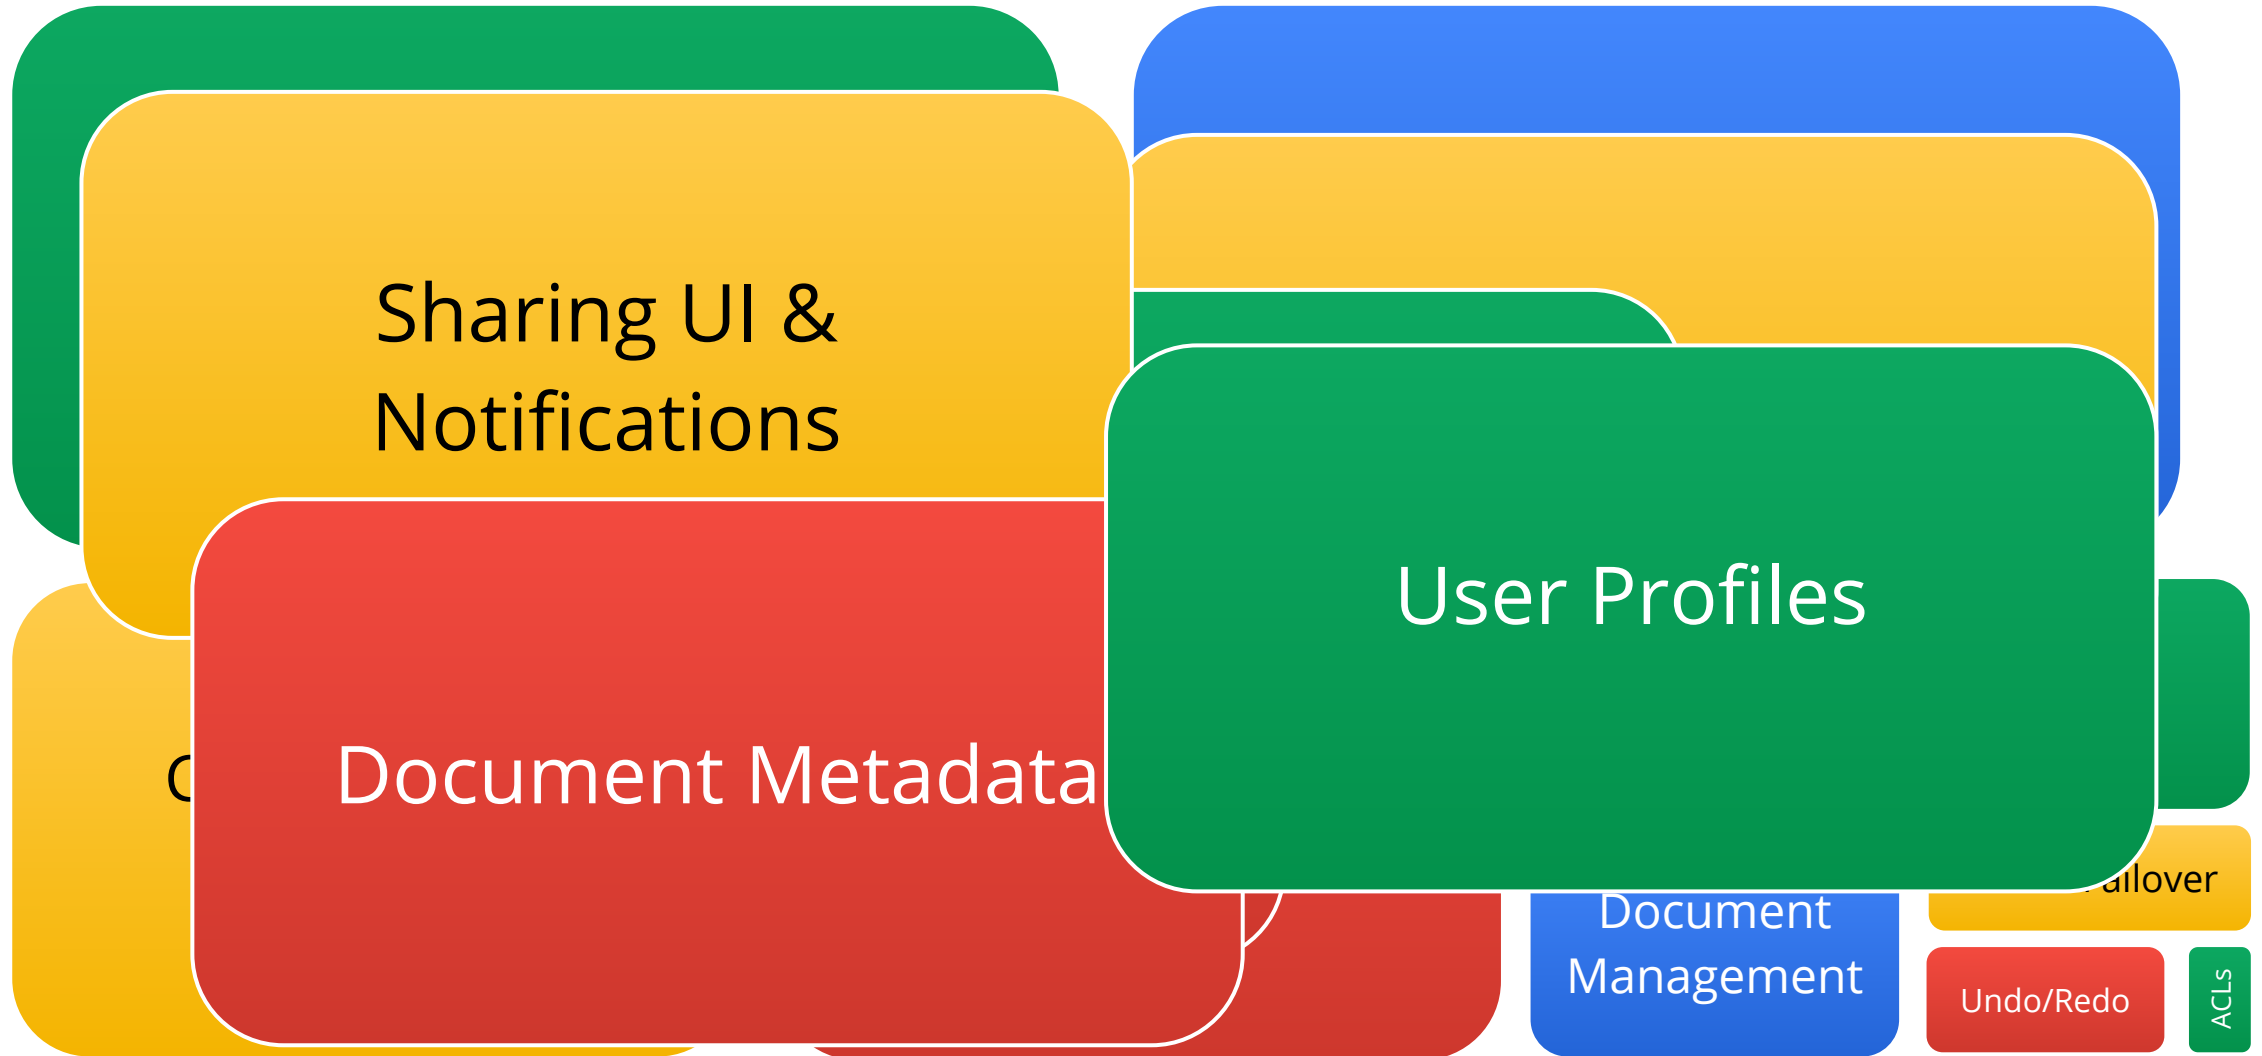 Sharing UI &
Notifications
User Profiles
Document Metadata
Document
Management
Undo/Redo
ACLs